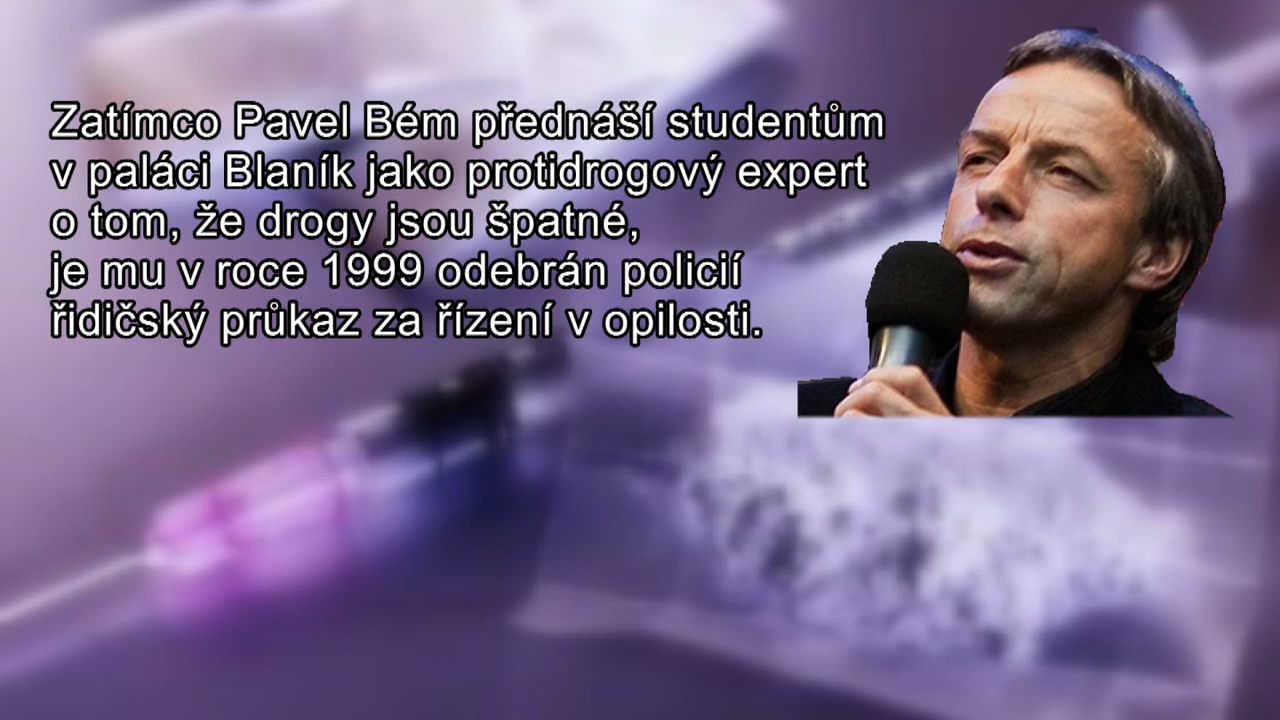 Zatímco Pavel Bém přednáší studentům
v paláci Blaník jako protidrogový expert
o tom, že drogy jsou špatné,
je mu v roce 1999 odebrán policií
řidičský průkaz za řízení v opilosti.